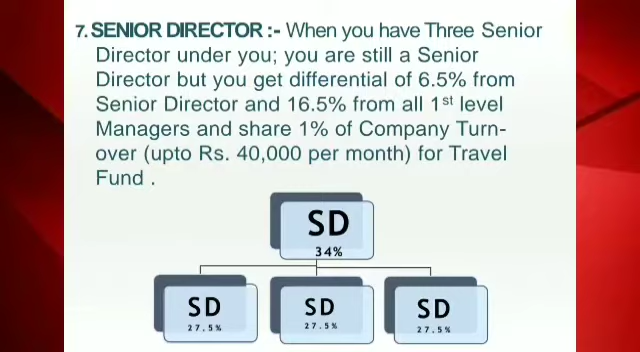 7. SENIOR DIRECTOR :- When you have Three Senior
Director under you; you are still a Senior
Director but you get differential of 6.5% from
Senior Director and 16.5% from all 1st level
Managers and share 1% of Company Turn-
over (upto Rs. 40,000 per month) for Travel
Fund .
SD
34%
SD
27.5%
SD
27.5%
SD
27.5%